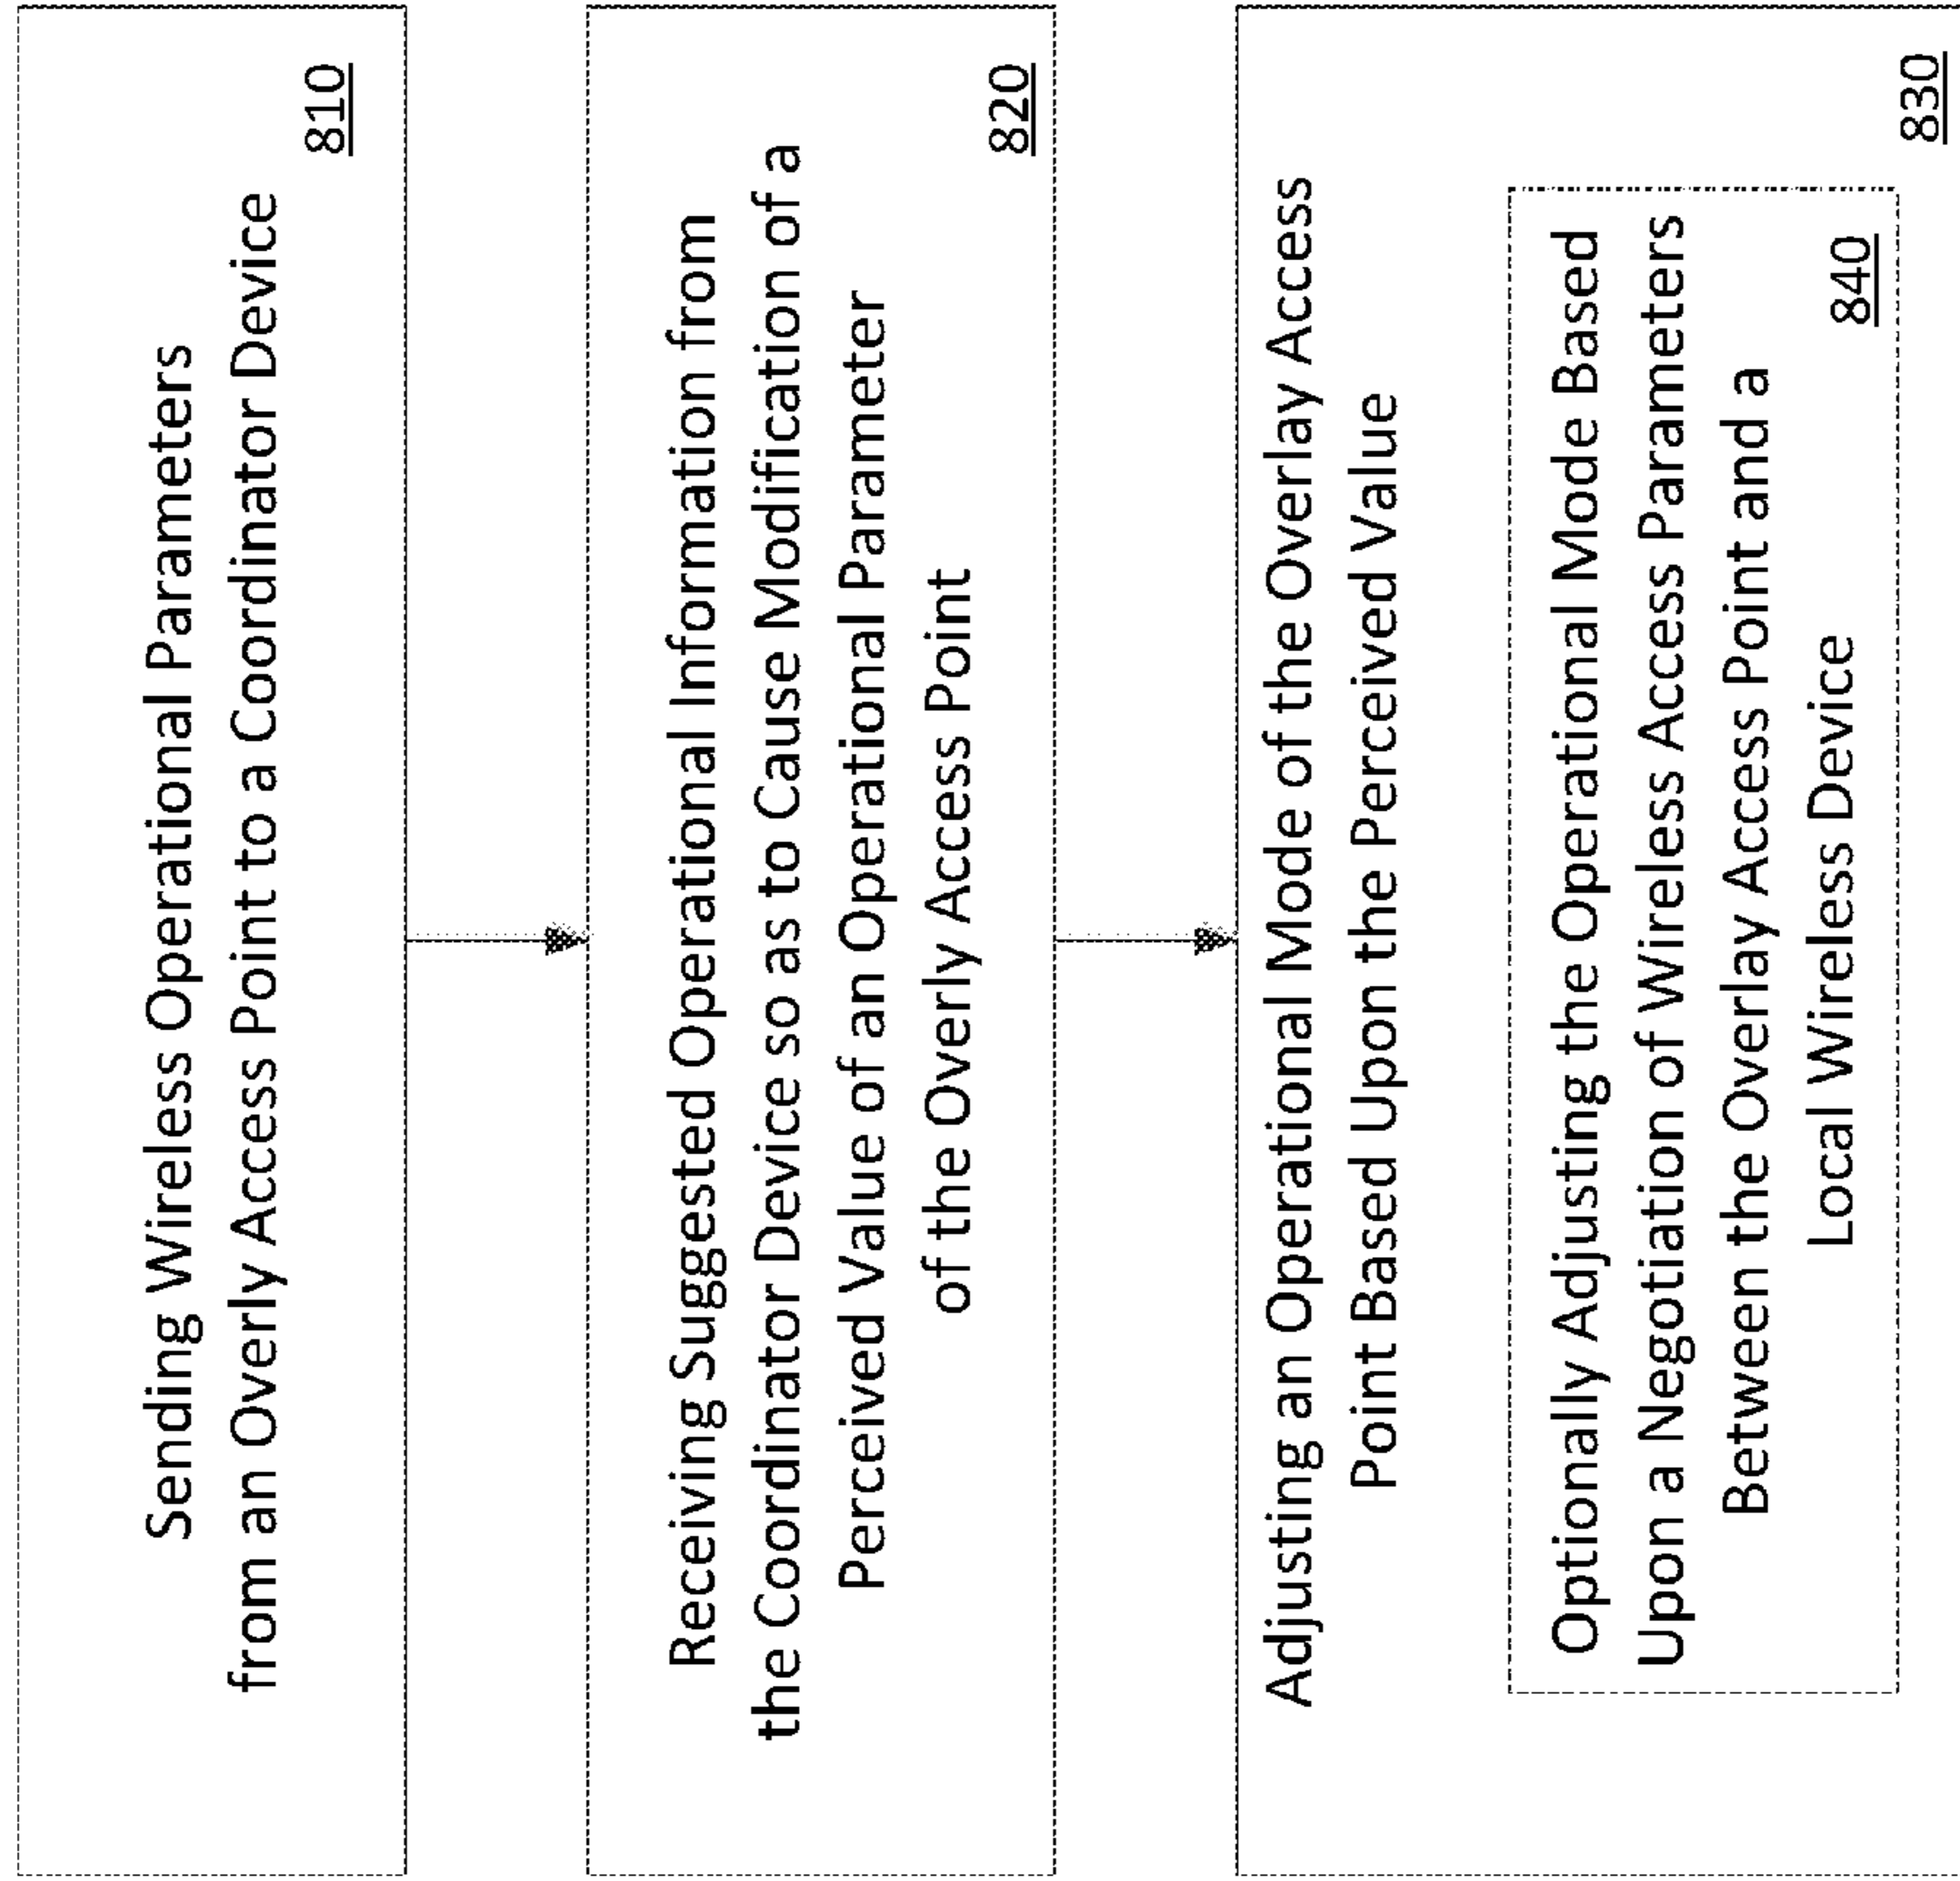 Sending Wireless Operational Parameters
from an Overly Access Point to a Coordinator Device
810
Receiving Suggested Operational Information from
the Coordinator Device so as to Cause Modification of a
Perceived Value of an Operational Parameter
of the Overly Access Point
820
Adjusting an Operational Mode of the Overlay Access
Point Based Upon the Perceived Value
Optionally Adjusting the Operational Mode Based
Upon a Negotiation of Wireless Access Parameters
Between the Overlay Access Point and a
Local Wireless Device
840
830